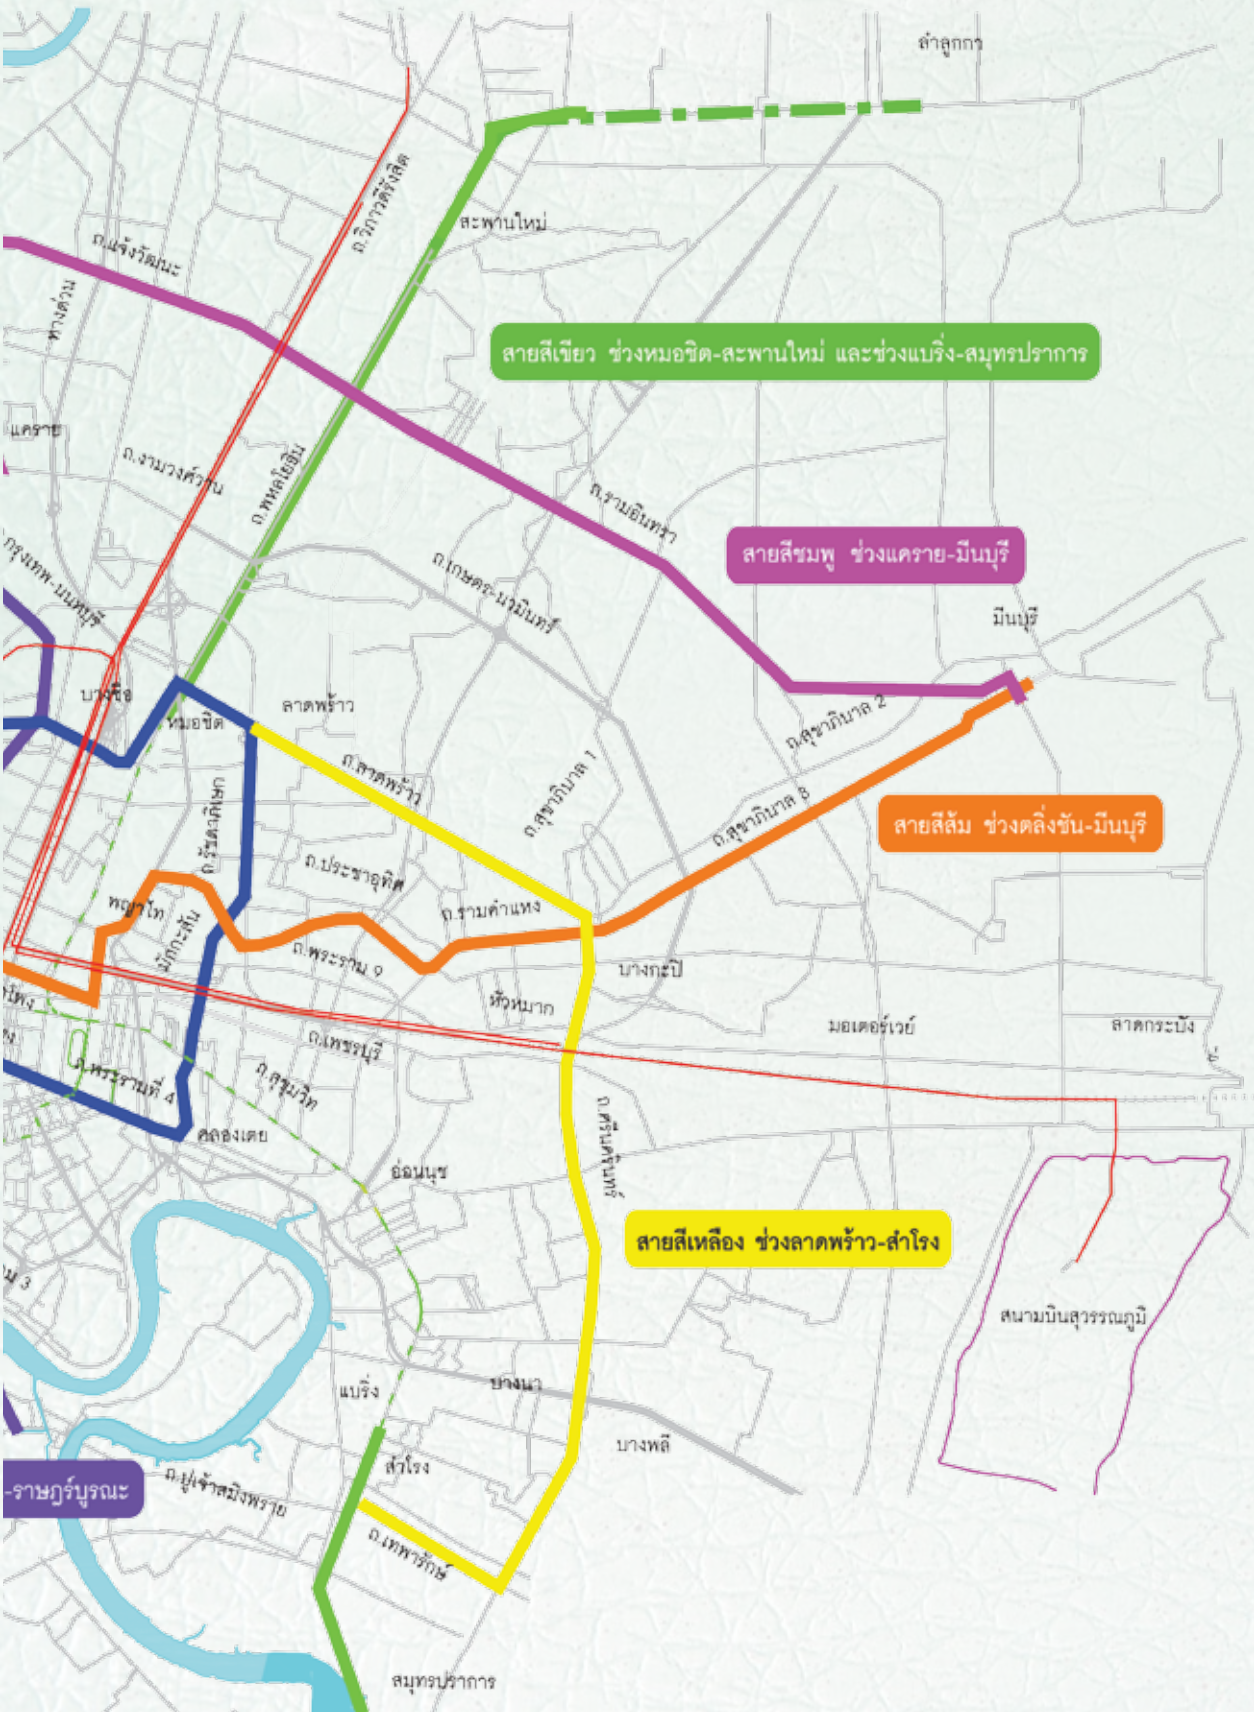 ลำลูกกา
ถ.วิภาวดีรังสิต
สะพานใหม่
ถ.แจ้งวัฒนะ
ทางด่วน
สายสีเขียว ช่วงหมอชิต-สะพานใหม่ และช่วงแบริ่ง-สมุทรปราการ
แคราย
ถ.งามวงศ์วาน
ถ.พหลโยธิน
ถ.รามอินทรา
สายสีชมพู ช่วงแคราย-มีนบุรี
กรุงเทพ-นนทบุรี
ถ.เกษตร-นวมินทร์
มีนบุรี
บางซื่อ
หมอชิต
ลาดพร้าว
ถ.สุขาภิบาล 2
ถ.ลาดพร้าว
ถ.สุขาภิบาล 1
ถ.รัชดาภิเษก
ถ.สุขาภิบาล 3
สายสีส้ม ช่วงตลิ่งชัน-มีนบุรี
ถ.ประชาอุทิศ
พญาไท
ถ.รามคำแหง
มักกะสัน
ถ.พระราม 9
บางกะปิ
หัวหมาก
มอเตอร์เวย์
ลาดกระบัง
ถ.เพชรบุรี
ถ.พระรามที่ 4
ถ.สุขุมวิท
คลองเตย
ถ.ศรีนครินทร์
อ่อนนุช
สายสีเหลือง ช่วงลาดพร้าว-สำโรง
สนามบินสุวรรณภูมิ
แบริ่ง
บางนา
บางพลี
สำโรง
-ราษฎร์บูรณะ
ถ.ปู่เจ้าสมิงพราย
ถ.เทพารักษ์
สมุทรปราการ